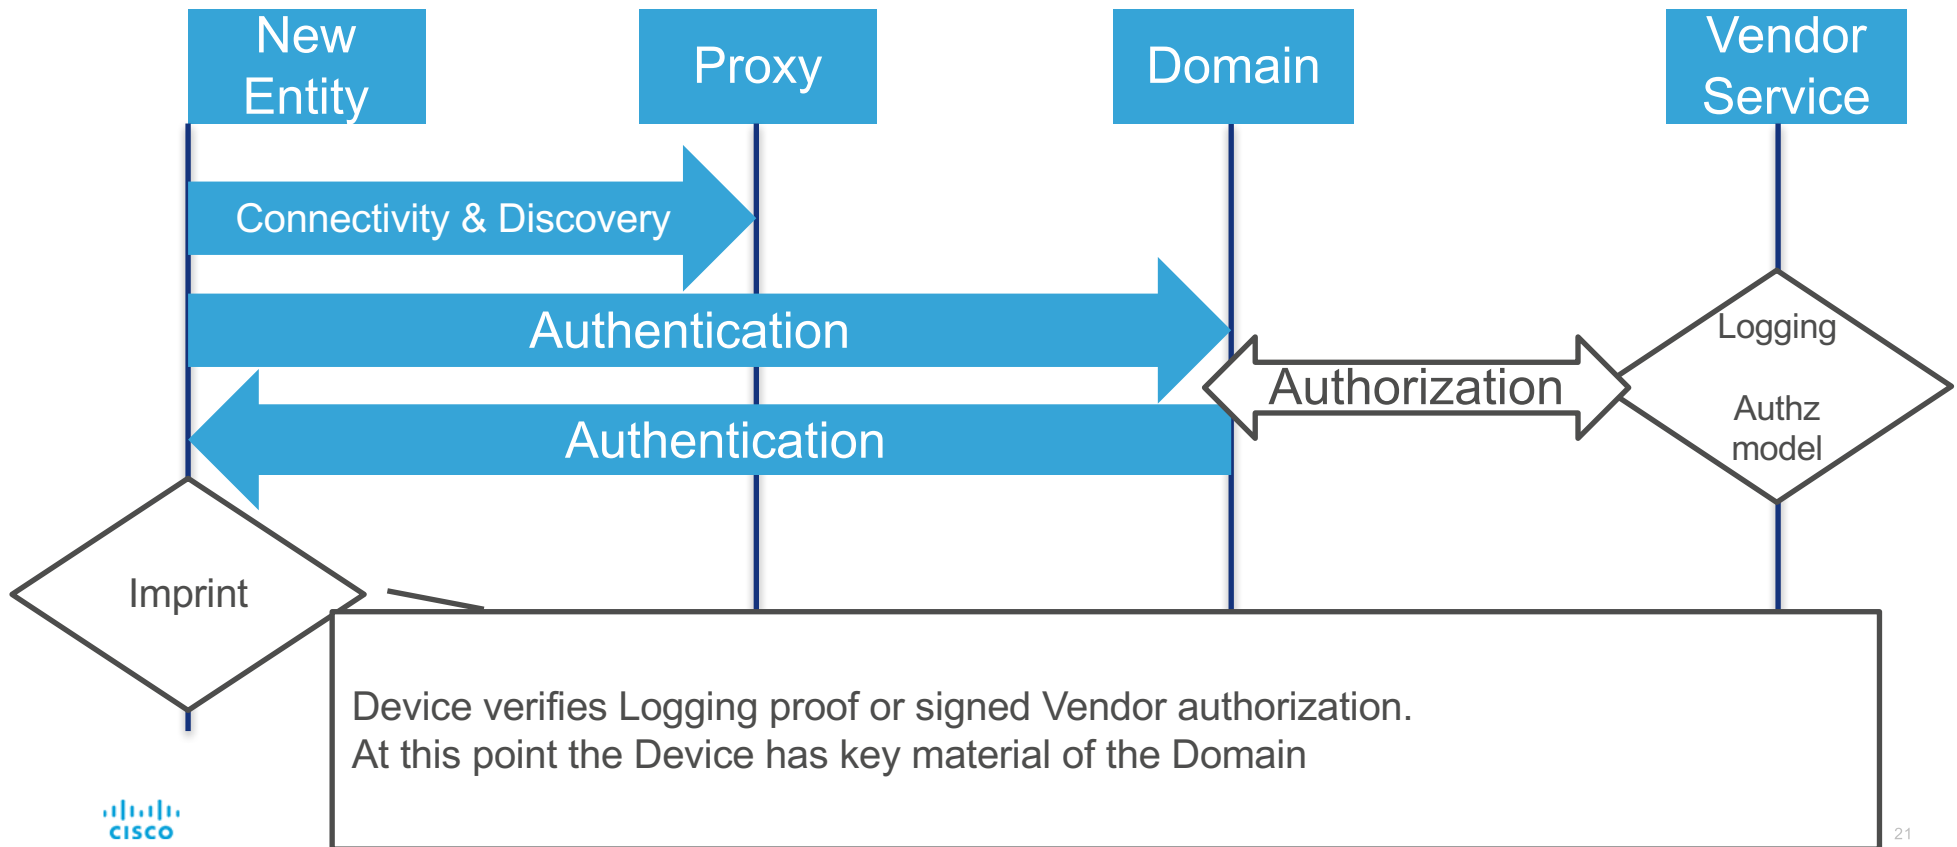 New
Entity
Proxy
Domain
Vendor
Service
Connectivity & Discovery
Authentication
Authorization
Logging
Authz
model
Authentication
Imprint
Device verifies Logging proof or signed Vendor authorization.
At this point the Device has key material of the Domain
CISCO
21